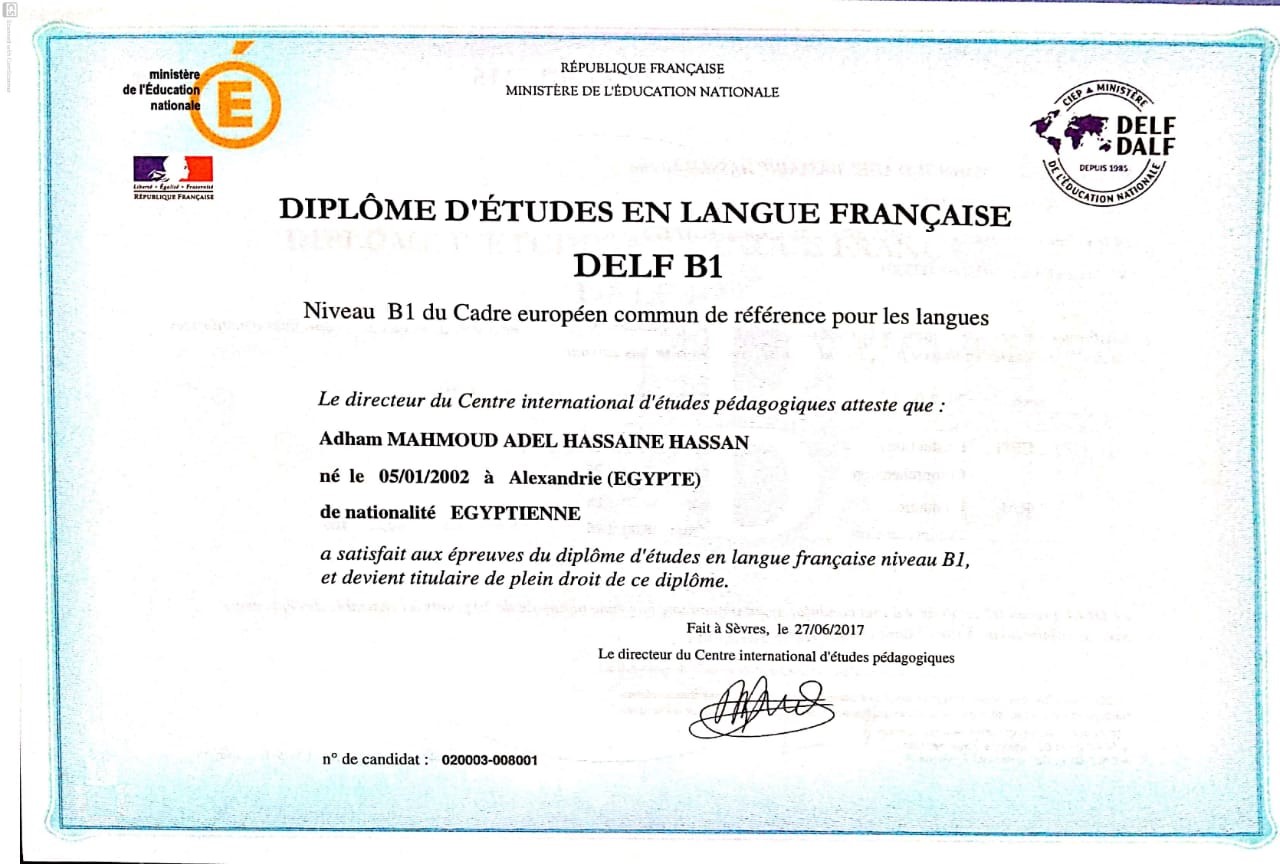 Scanned with CamScanner
ministère
de l'Éducation
nationale
É
Liberté • Égalité • Fraternité
RÉPUBLIQUE FRANÇAISE
RÉPUBLIQUE FRANÇAISE
MINISTÈRE DE L'ÉDUCATION NATIONALE
CIEP & MINISTÈRE
DELF
DALF
DEPUIS 1985
DE L'ÉDUCATION NATIONALE
DIPLÔME D'ÉTUDES EN LANGUE FRANÇAISE
DELF B1
Niveau B1 du Cadre européen commun de référence pour les langues
Le directeur du Centre international d'études pédagogiques atteste que :
Adham MAHMOUD ADEL HASSAINE HASSAN
né le 05/01/2002 à Alexandrie (EGYPTE)
de nationalité EGYPTIENNE
a satisfait aux épreuves du diplôme d'études en langue française niveau B1,
et devient titulaire de plein droit de ce diplôme.
Fait à Sèvres, le 27/06/2017
Le directeur du Centre international d'études pédagogiques
n° de candidat : 020003-008001